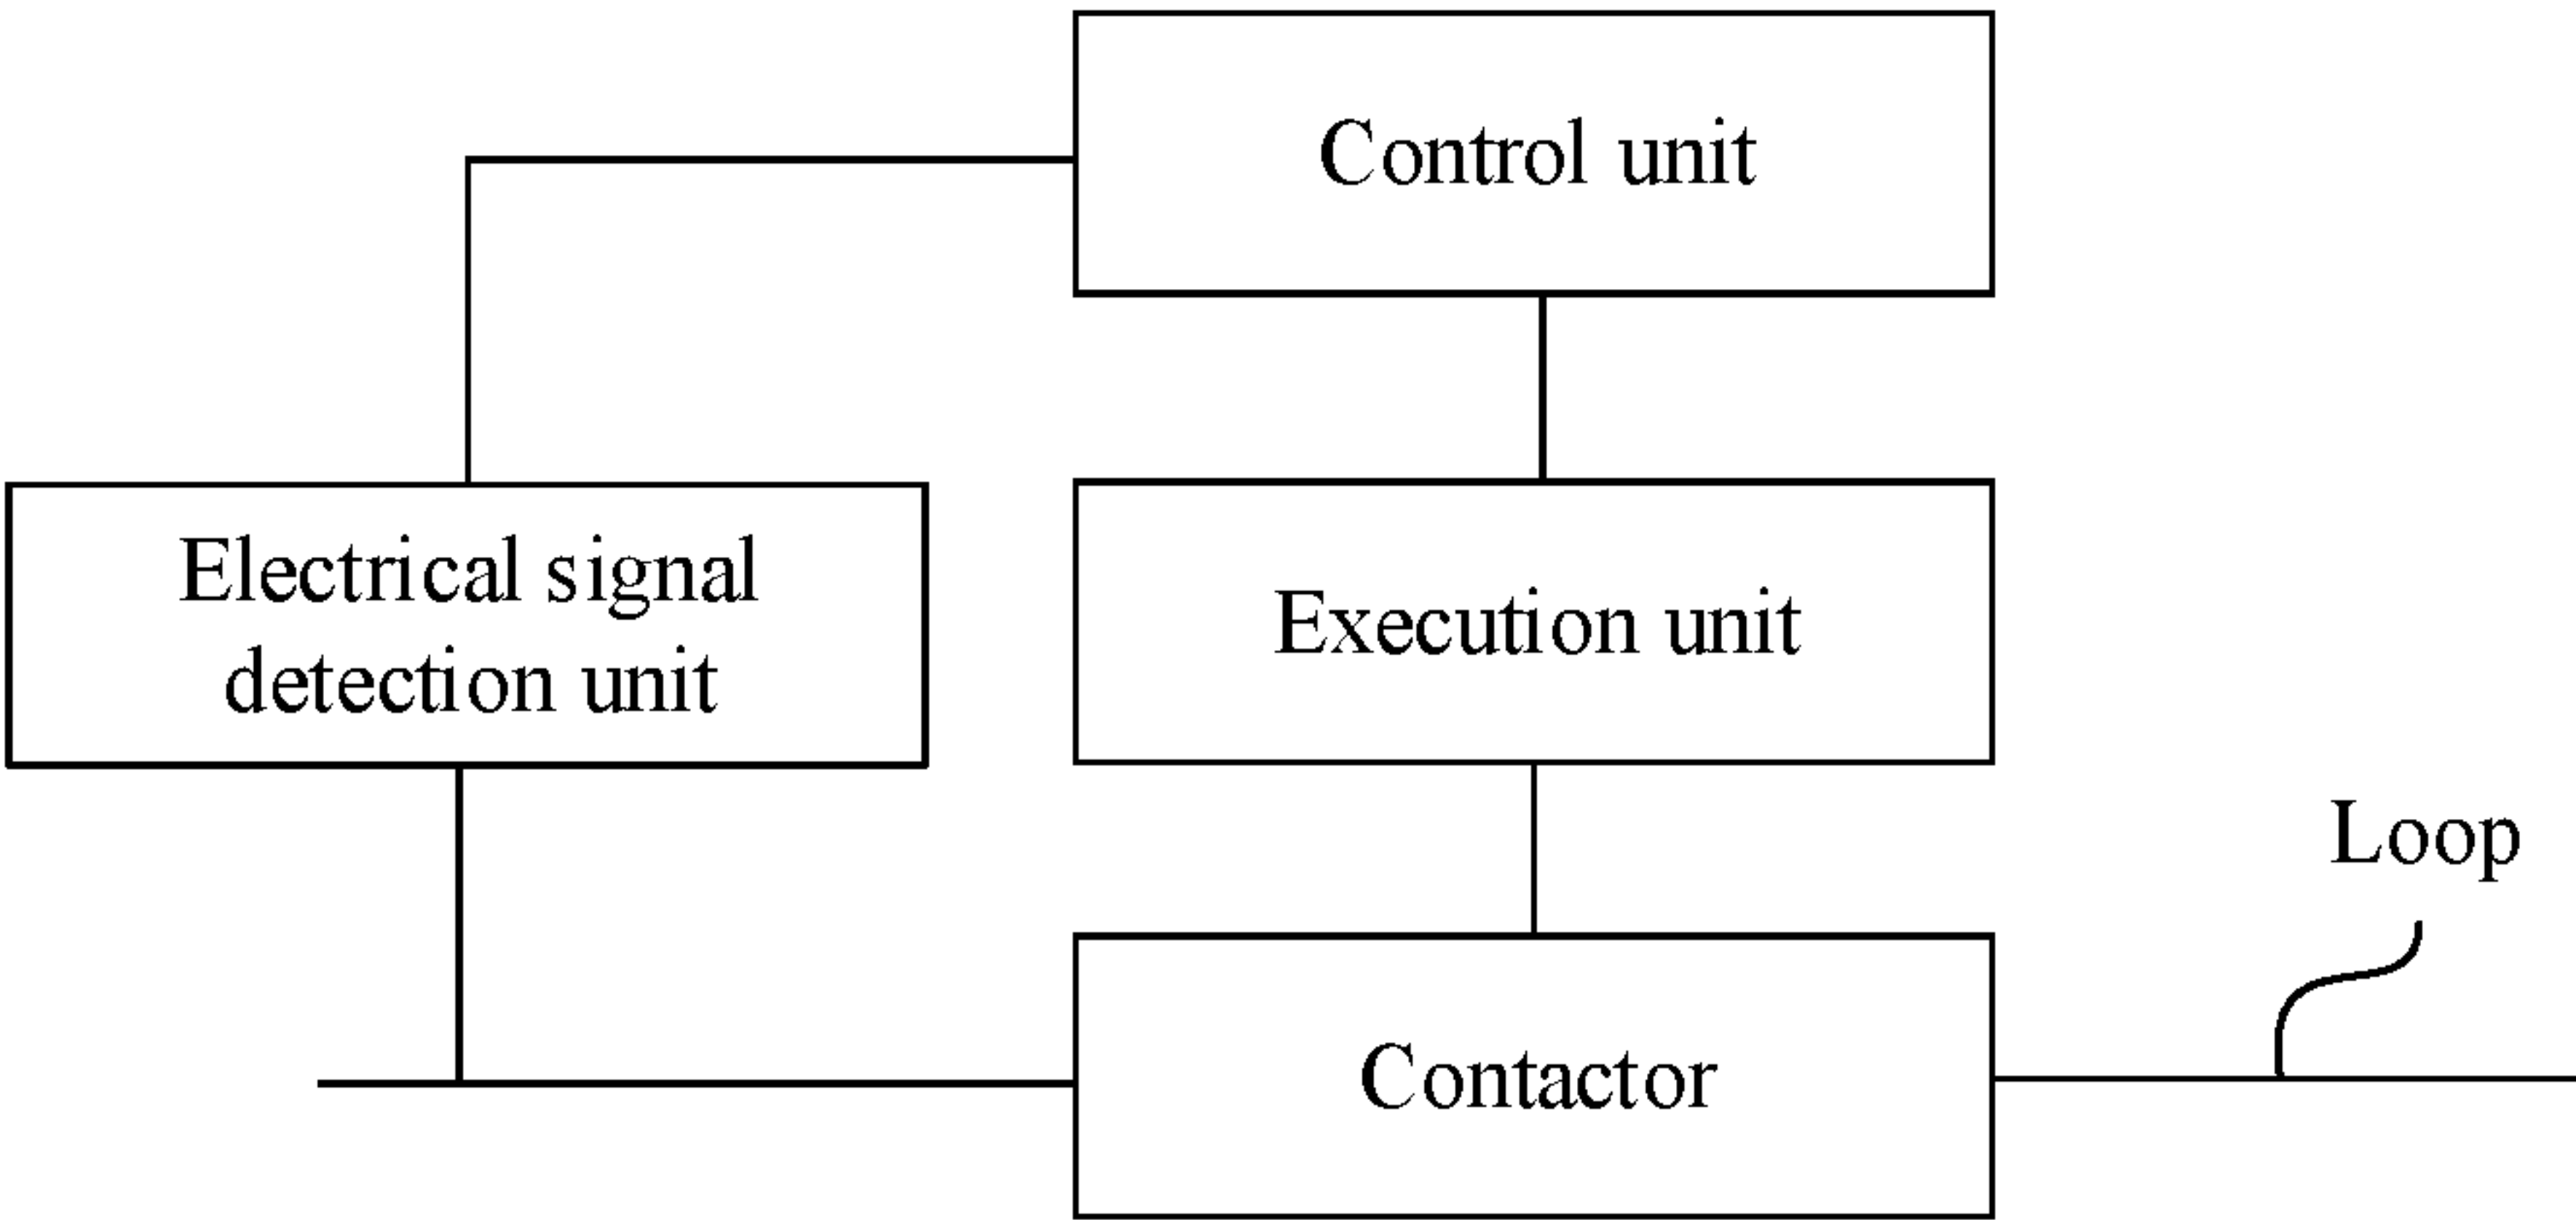 Control unit
Electrical signal
detection unit
Execution unit
Loop
Contactor